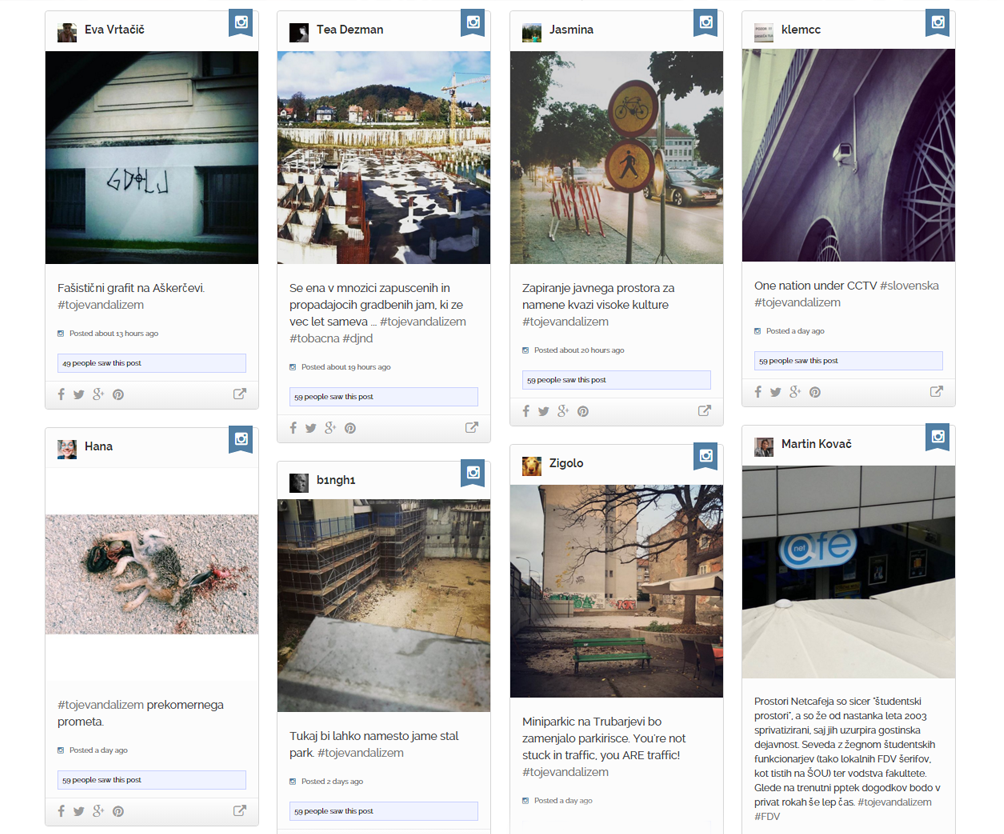 Eva Vrtačič
Fašistični grafit na Aškerčevi.
#tojevandalizem
Posted about 13 hours ago
49 people saw this post
Tea Dezman
Se ena v mnozici zapuscenih in
propadajocih gradbenih jam, ki ze
vec let sameva ... #tojevandalizem
#tobacna #djnd
Posted about 19 hours ago
59 people saw this post
Jasmina
Zapiranje javnega prostora za
namene kvazi visoke kulture
#tojevandalizem
Posted about 20 hours ago
59 people saw this post
klemcc
One nation under CCTV #slovenska
#tojevandalizem
Posted a day ago
59 people saw this post
Hana
#tojevandalizem prekomernega
prometa.
Posted a day ago
59 people saw this post
b1ngh1
Tukaj bi lahko namesto jame stal
park. #tojevandalizem
Posted 2 days ago
59 people saw this post
Zigolo
Miniparkic na Trubarjevi bo
zamenjalo parkirisce. You're not
stuck in traffic, you ARE traffic!
#tojevandalizem
Posted a day ago
Martin Kovač
net
@fe
Prostori Netcafeja so sicer "študentski
prostori", a so že od nastanka leta 2003
sprivatizirani, saj jih uzurpira gostinska
dejavnost. Seveda z žegnom študentskih
funkcionarjev (tako lokalnih FDV šerifov,
kot tistih na ŠOU) ter vodstva fakultete.
Glede na trenutni pptek dogodkov bodo v
privat rokah še lep čas. #tojevandalizem
#FDV